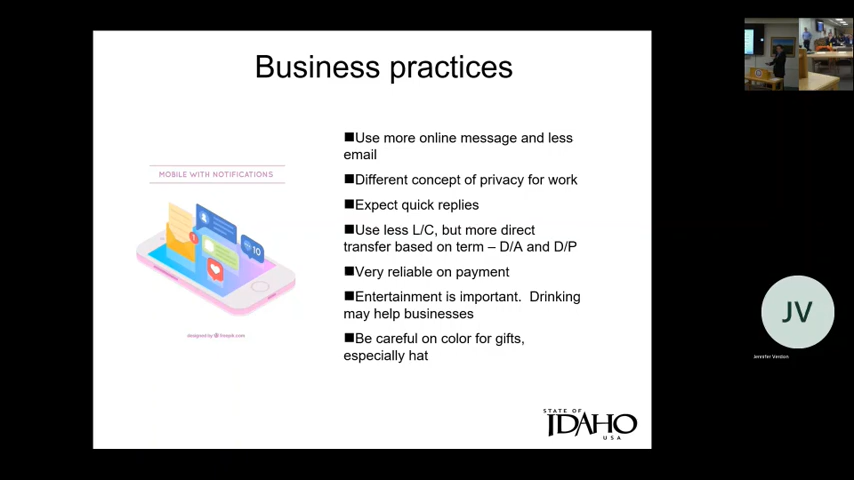 Business practices
■Use more online message and less
email
■Different concept of privacy for work
■Expect quick replies
■Use less L/C, but more direct
transfer based on term – D/A and D/P
■Very reliable on payment
■Entertainment is important.  Drinking
may help businesses
■Be careful on color for gifts,
especially hat
MOBILE WITH NOTIFICATIONS
1
10
designed by freepik.com
STATE OF
IDAHO
USA
JV
Jennifer Verdon